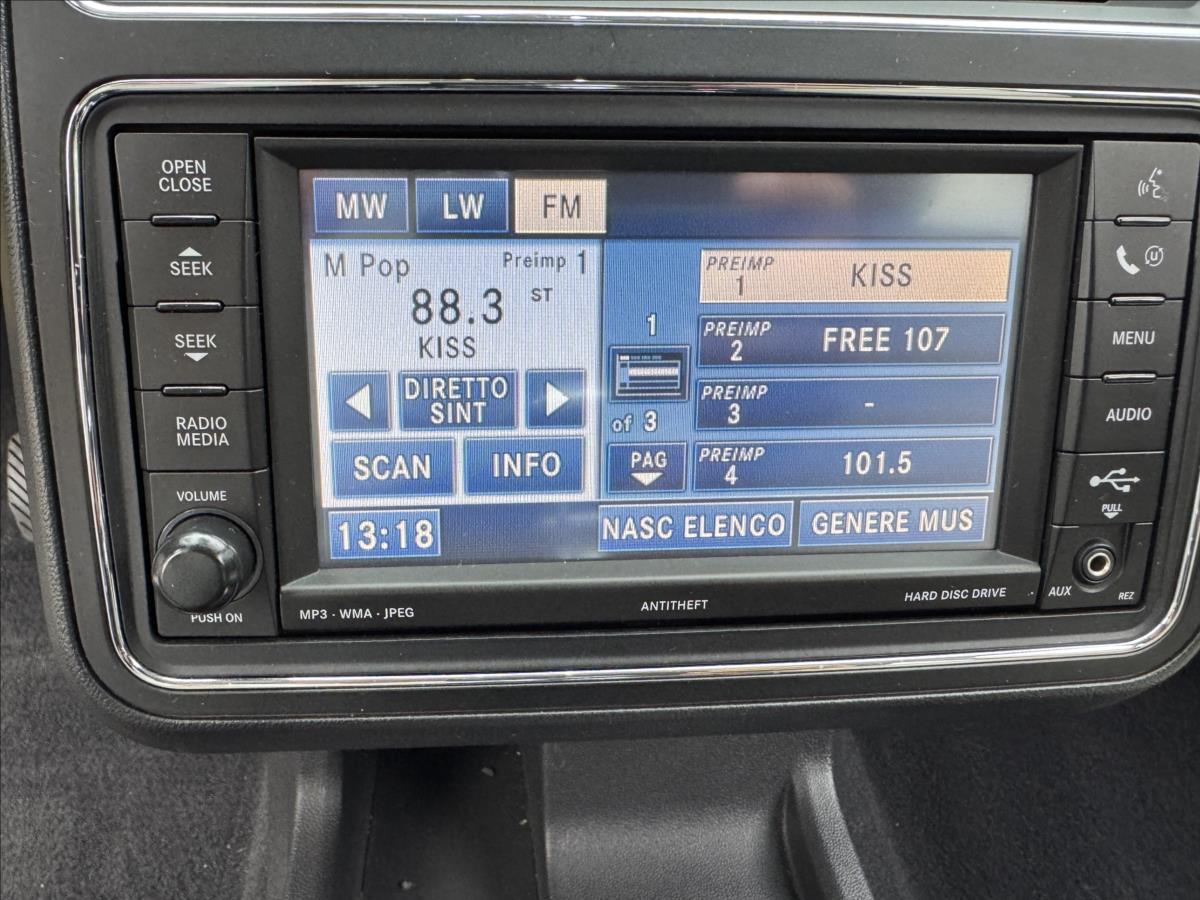 OPEN
CLOSE
SEEK
SEEK
RADIO
MEDIA
VOLUME
PUSH ON
MW LW FM
M Pop Preimp 1
88.3 ST
KISS
DIRETTO
SINT
SCAN INFO
13:18
1
of 3
PAG
PREIMP
1 KISS
PREIMP
2 FREE 107
PREIMP
3 -
PREIMP
4 101.5
NASC ELENCO GENERE MUS
MP3 · WMA · JPEG ANTITHEFT HARD DISC DRIVE
U
MENU
AUDIO
PULL
AUX REZ